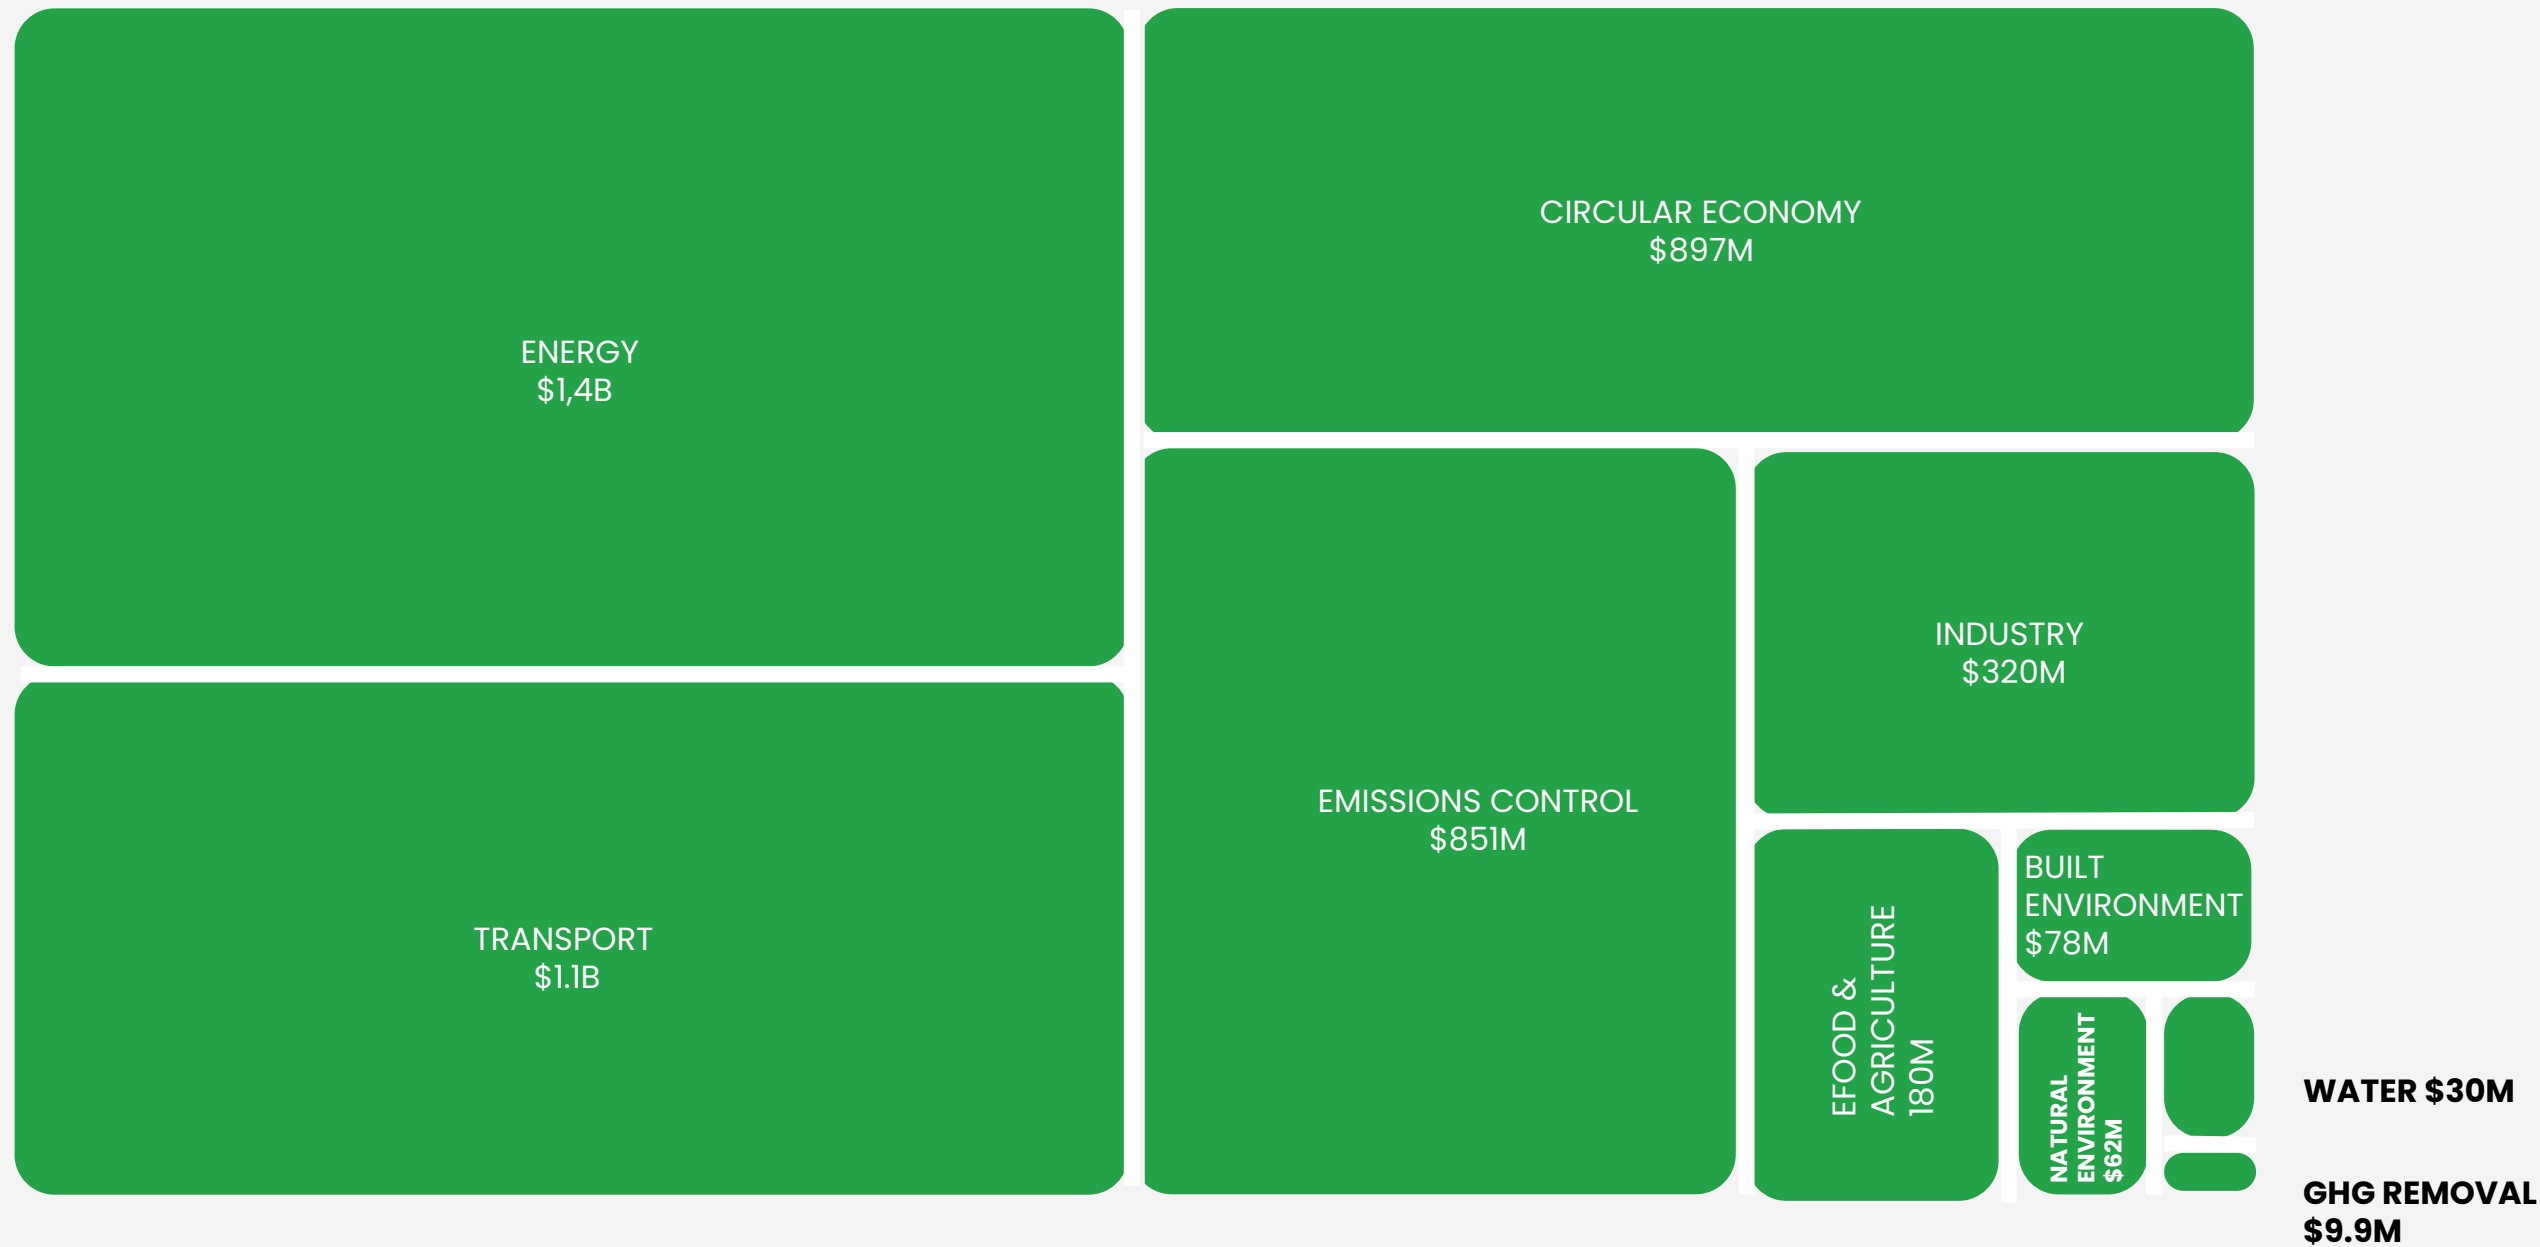 ENERGY
$1,4B
CIRCULAR ECONOMY
$897M
TRANSPORT
$1.1B
EMISSIONS CONTROL
$851M
INDUSTRY
$320M
EFOOD &
AGRICULTURE
180M
BUILT
ENVIRONMENT
$78M
NATURAL
ENVIRONMENT
$62M
WATER $30M
GHG REMOVAL
$9.9M